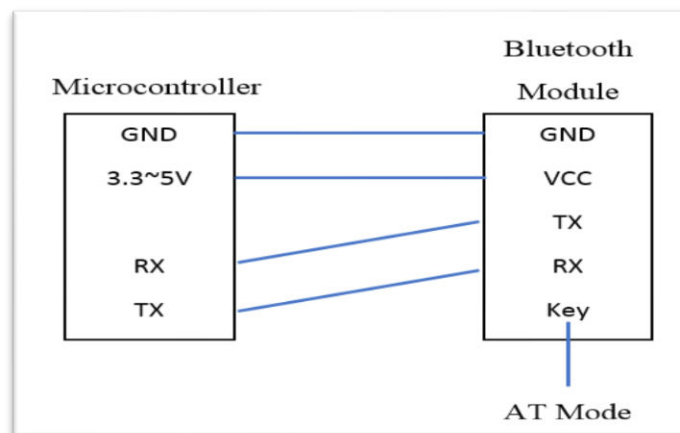 Bluetooth
Module
Microcontroller
GND
3.3~5V
RX
TX
GND
VCC
TX
RX
Key
AT Mode